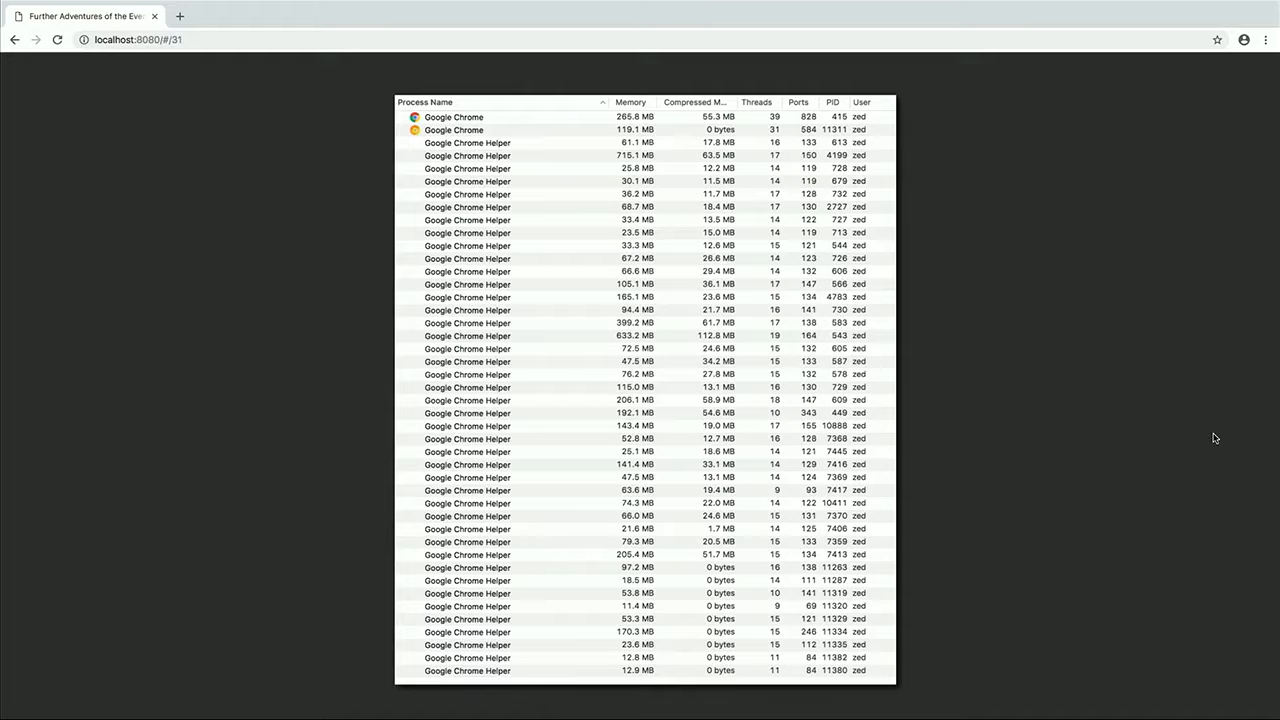 Further Adventures of the Eve
localhost:8080/#/31
Process Name Memory Compressed M... Threads Ports PID User
Google Chrome 265.8 MB 55.3 MB 39 828 415 zed
Google Chrome 119.1 MB 0 bytes 31 584 11311 zed
Google Chrome Helper 61.1 MB 17.8 MB 16 133 613 zed
Google Chrome Helper 715.1 MB 63.5 MB 17 150 4199 zed
Google Chrome Helper 25.8 MB 12.2 MB 14 119 728 zed
Google Chrome Helper 30.1 MB 11.5 MB 14 119 679 zed
Google Chrome Helper 36.2 MB 11.7 MB 17 128 732 zed
Google Chrome Helper 68.7 MB 18.4 MB 17 130 2727 zed
Google Chrome Helper 33.4 MB 13.5 MB 14 122 727 zed
Google Chrome Helper 23.5 MB 15.0 MB 14 119 713 zed
Google Chrome Helper 33.3 MB 12.6 MB 15 121 544 zed
Google Chrome Helper 67.2 MB 26.6 MB 14 123 726 zed
Google Chrome Helper 66.6 MB 29.4 MB 14 132 606 zed
Google Chrome Helper 105.1 MB 36.1 MB 17 147 566 zed
Google Chrome Helper 165.1 MB 23.6 MB 15 134 4783 zed
Google Chrome Helper 94.4 MB 21.7 MB 16 141 730 zed
Google Chrome Helper 399.2 MB 61.7 MB 17 138 583 zed
Google Chrome Helper 633.2 MB 112.8 MB 19 164 543 zed
Google Chrome Helper 72.5 MB 24.6 MB 15 132 605 zed
Google Chrome Helper 47.5 MB 34.2 MB 15 133 587 zed
Google Chrome Helper 76.2 MB 27.8 MB 15 132 578 zed
Google Chrome Helper 115.0 MB 13.1 MB 16 130 729 zed
Google Chrome Helper 206.1 MB 58.9 MB 18 147 609 zed
Google Chrome Helper 192.1 MB 54.6 MB 10 343 449 zed
Google Chrome Helper 143.4 MB 19.0 MB 17 155 10888 zed
Google Chrome Helper 52.8 MB 12.7 MB 16 128 7368 zed
Google Chrome Helper 25.1 MB 18.6 MB 14 121 7445 zed
Google Chrome Helper 141.4 MB 33.1 MB 14 129 7416 zed
Google Chrome Helper 47.5 MB 13.1 MB 14 124 7369 zed
Google Chrome Helper 63.6 MB 19.4 MB 9 93 7417 zed
Google Chrome Helper 74.3 MB 22.0 MB 14 122 10411 zed
Google Chrome Helper 66.0 MB 24.6 MB 15 131 7370 zed
Google Chrome Helper 21.6 MB 1.7 MB 14 125 7406 zed
Google Chrome Helper 79.3 MB 20.5 MB 15 133 7359 zed
Google Chrome Helper 205.4 MB 51.7 MB 15 134 7413 zed
Google Chrome Helper 97.2 MB 0 bytes 16 138 11263 zed
Google Chrome Helper 18.5 MB 0 bytes 14 111 11287 zed
Google Chrome Helper 53.8 MB 0 bytes 10 141 11319 zed
Google Chrome Helper 11.4 MB 0 bytes 9 69 11320 zed
Google Chrome Helper 53.3 MB 0 bytes 15 121 11329 zed
Google Chrome Helper 170.3 MB 0 bytes 15 246 11334 zed
Google Chrome Helper 23.6 MB 0 bytes 15 112 11335 zed
Google Chrome Helper 12.8 MB 0 bytes 11 84 11382 zed
Google Chrome Helper 12.9 MB 0 bytes 11 84 11380 zed